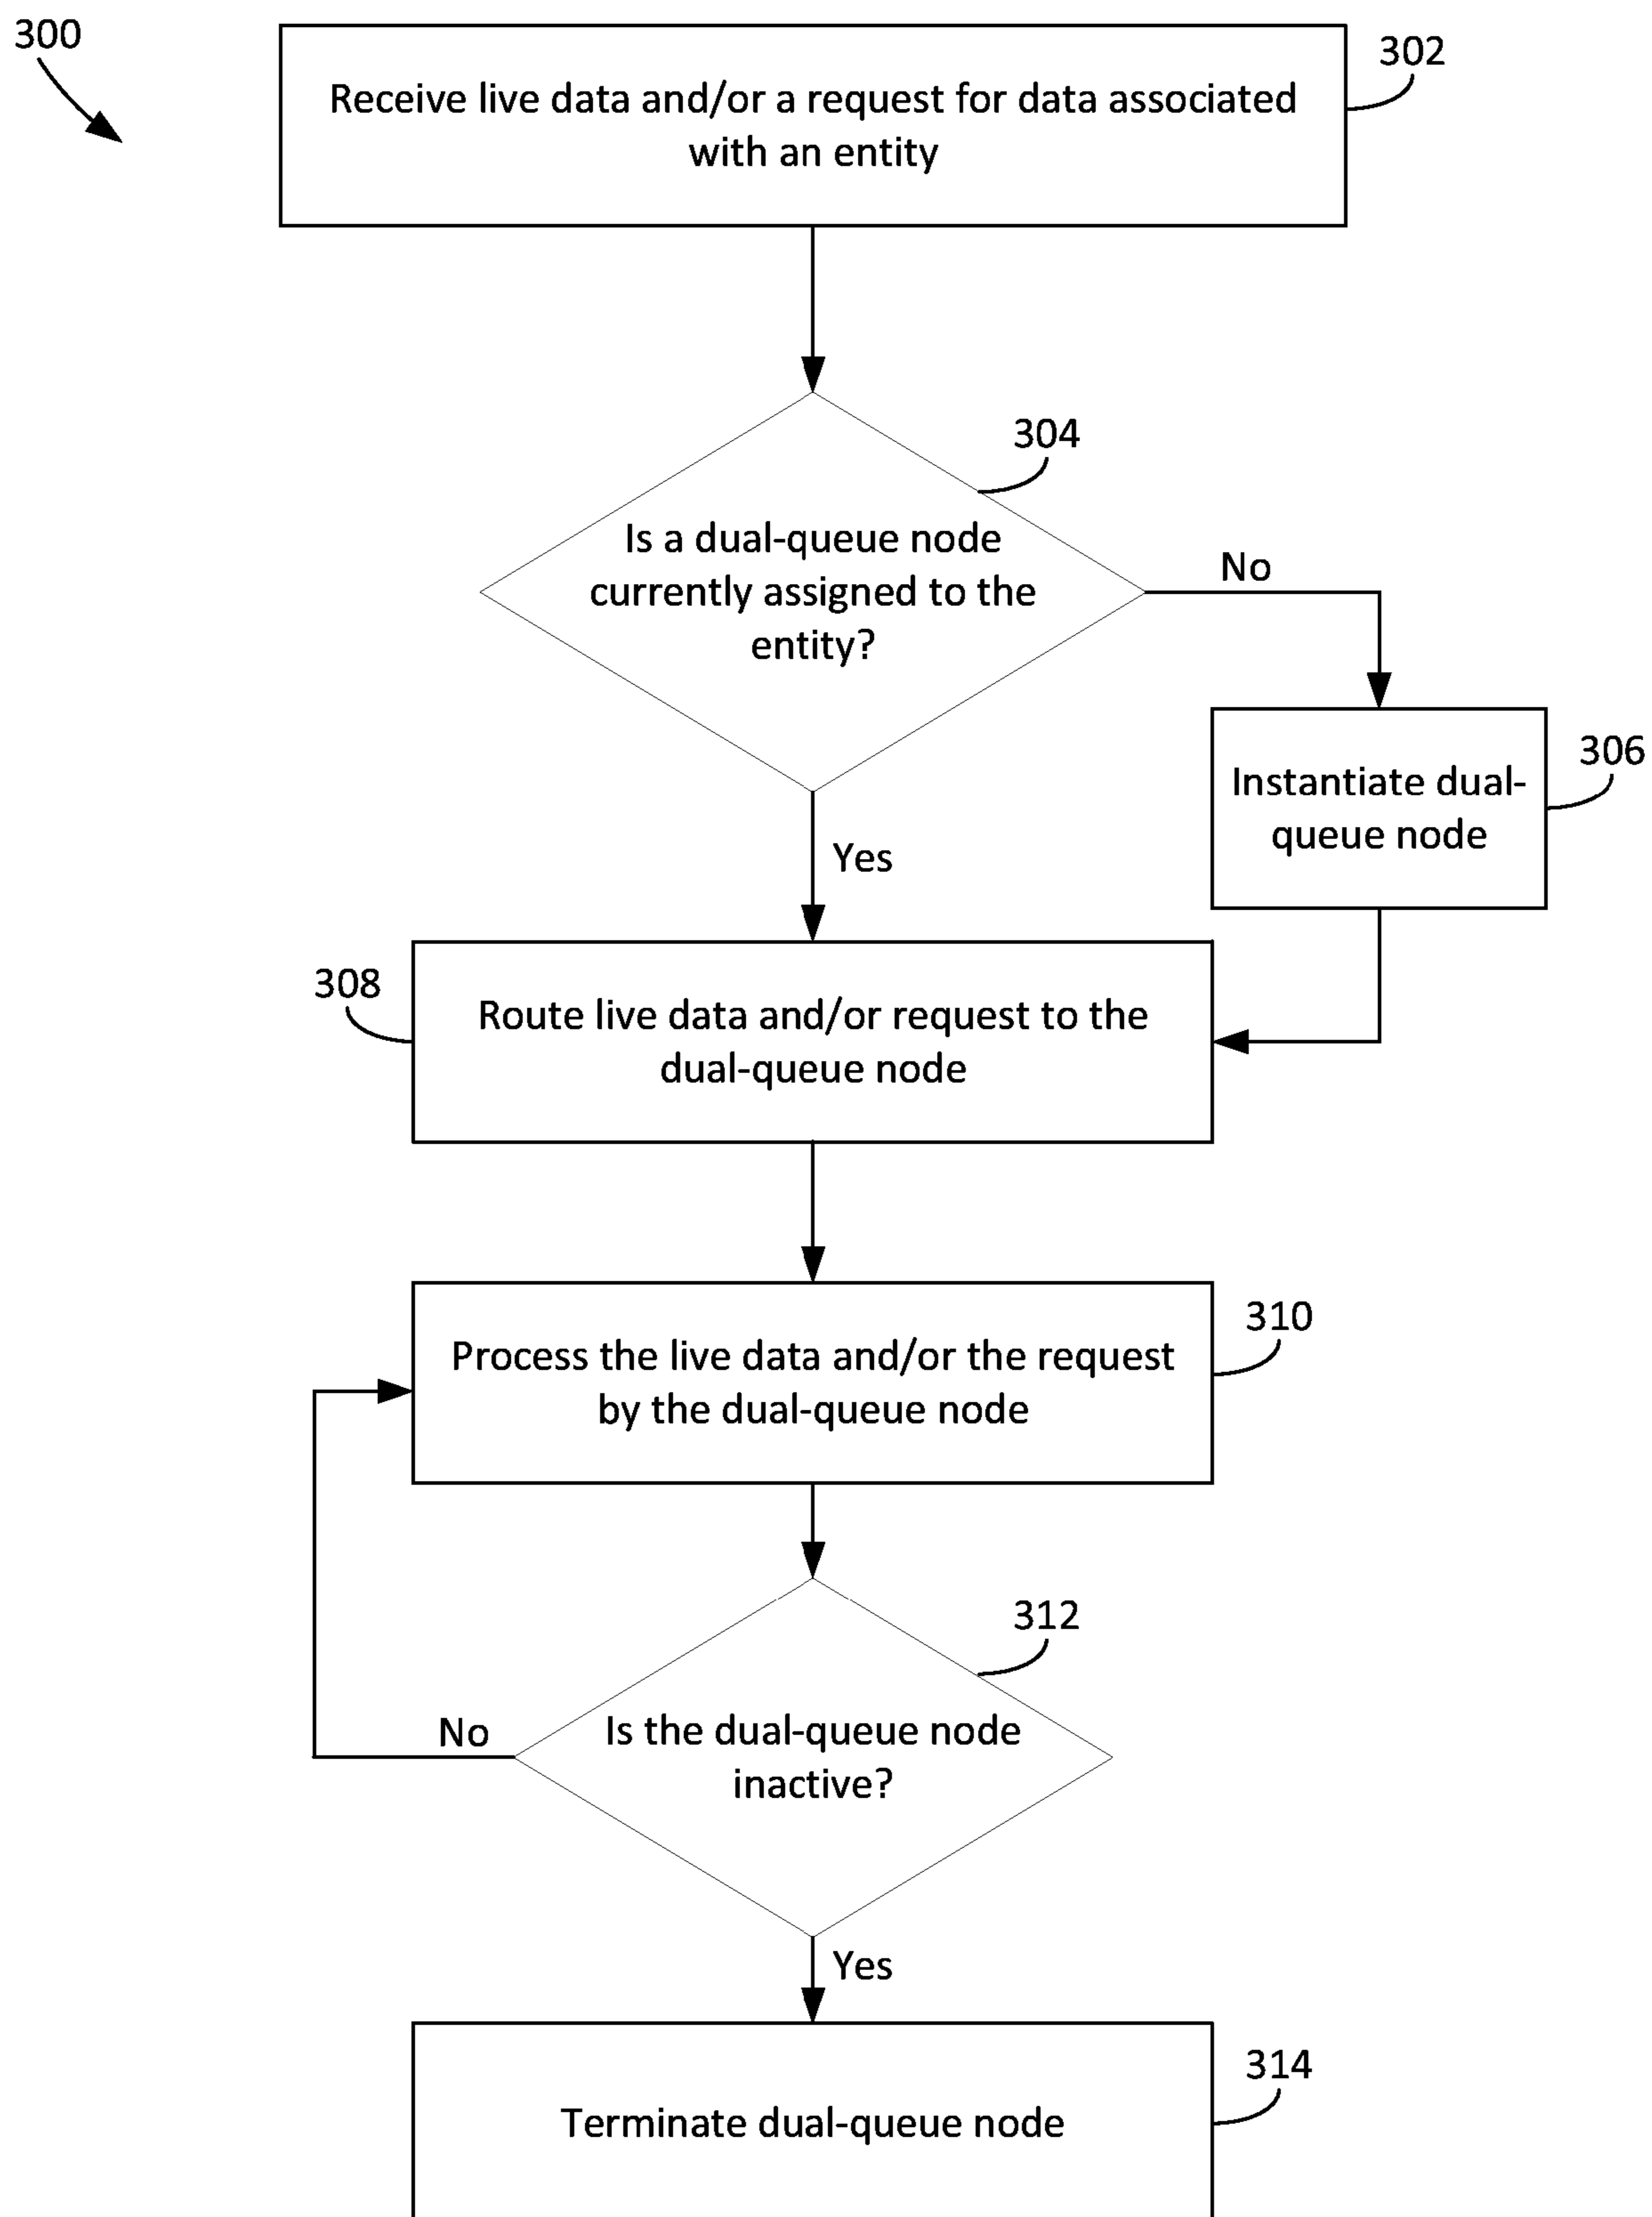 300
302
Receive live data and/or a request for data associated
with an entity
304
Is a dual-queue node
currently assigned to the
entity?
No
306
Instantiate dual-
queue node
Yes
308
Route live data and/or request to the
dual-queue node
310
Process the live data and/or the request
by the dual-queue node
312
Is the dual-queue node
inactive?
No
Yes
314
Terminate dual-queue node